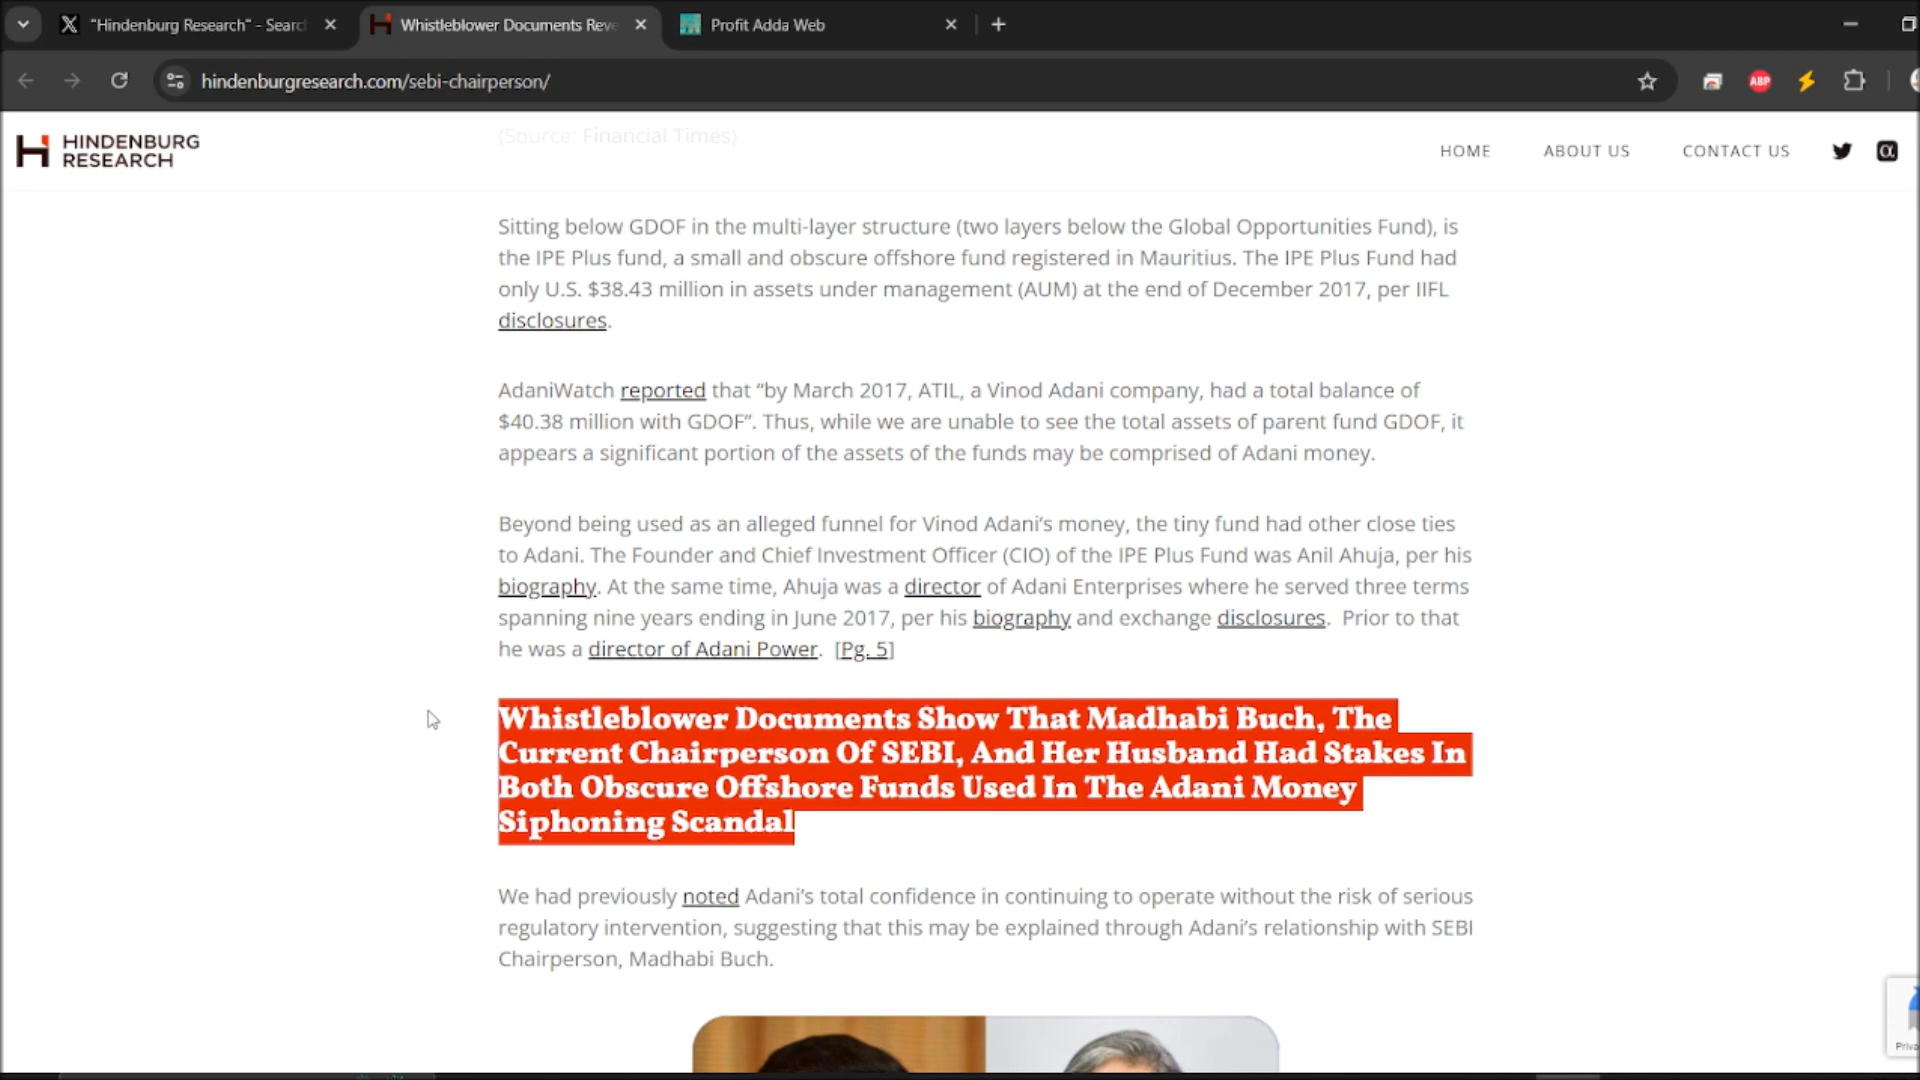 "Hindenburg Research" - Searc
Whistleblower Documents Reve
Profit Adda Web
hindenburgresearch.com/sebi-chairperson/
ABP
HINDENBURG
RESEARCH
HOME
ABOUT US
CONTACT US
(Source: Financial Times)
Sitting below GDOF in the multi-layer structure (two layers below the Global Opportunities Fund), is
the IPE Plus fund, a small and obscure offshore fund registered in Mauritius. The IPE Plus Fund had
only U.S. $38.43 million in assets under management (AUM) at the end of December 2017, per IIFL
disclosures.
AdaniWatch reported that “by March 2017, ATIL, a Vinod Adani company, had a total balance of
$40.38 million with GDOF”. Thus, while we are unable to see the total assets of parent fund GDOF, it
appears a significant portion of the assets of the funds may be comprised of Adani money.
Beyond being used as an alleged funnel for Vinod Adani’s money, the tiny fund had other close ties
to Adani. The Founder and Chief Investment Officer (CIO) of the IPE Plus Fund was Anil Ahuja, per his
biography. At the same time, Ahuja was a director of Adani Enterprises where he served three terms
spanning nine years ending in June 2017, per his biography and exchange disclosures. Prior to that
he was a director of Adani Power. [Pg. 5]
Whistleblower Documents Show That Madhabi Buch, The
Current Chairperson Of SEBI, And Her Husband Had Stakes In
Both Obscure Offshore Funds Used In The Adani Money
Siphoning Scandal
We had previously noted Adani’s total confidence in continuing to operate without the risk of serious
regulatory intervention, suggesting that this may be explained through Adani’s relationship with SEBI
Chairperson, Madhabi Buch.
Priva